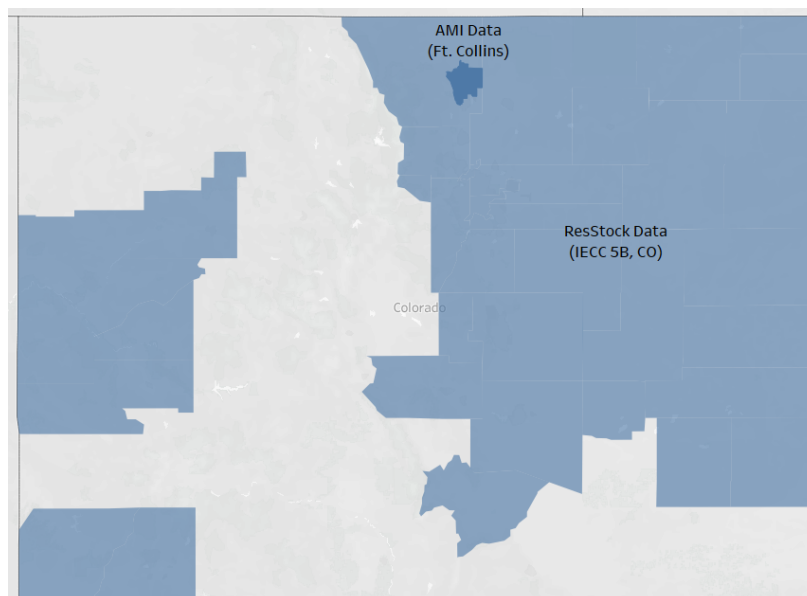 AMI Data
(Ft. Collins)
ResStock Data
(IECC 5B, CO)
Colorado